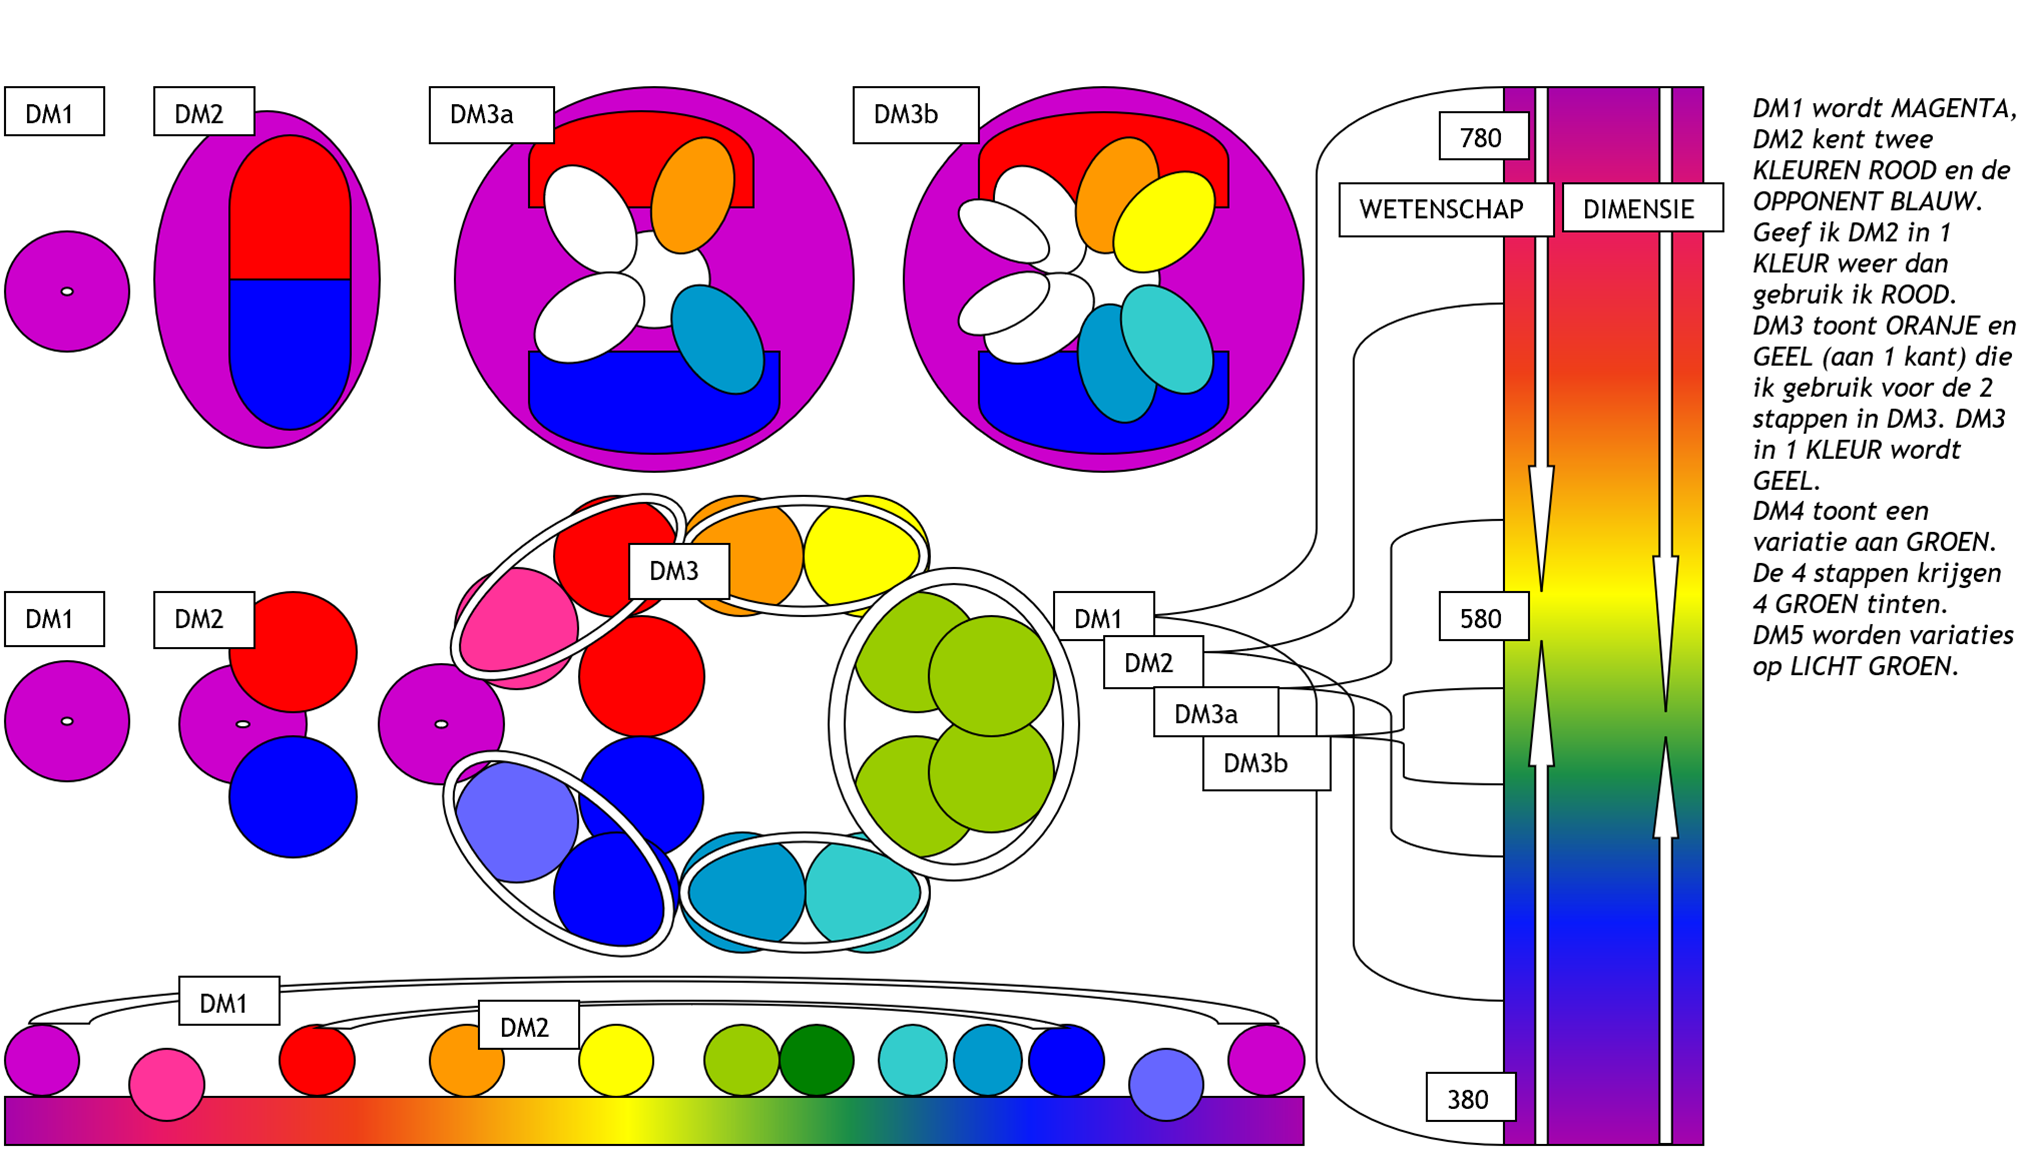 DM1
DM2
DM3a
DM3b
780
WETENSCHAP
DIMENSIE
DM1 wordt MAGENTA,
DM2 kent twee
KLEUREN ROOD en de
OPPONENT BLAUW.
Geef ik DM2 in 1
KLEUR weer dan
gebruik ik ROOD.
DM3 toont ORANJE en
GEEL (aan 1 kant) die
ik gebruik voor de 2
stappen in DM3. DM3
in 1 KLEUR wordt
GEEL.
DM4 toont een
variatie aan GROEN.
De 4 stappen krijgen
4 GROEN tinten.
DM5 worden variaties
op LICHT GROEN.
DM1
DM2
DM3
DM1
DM2
DM3a
DM3b
580
DM1
DM2
380